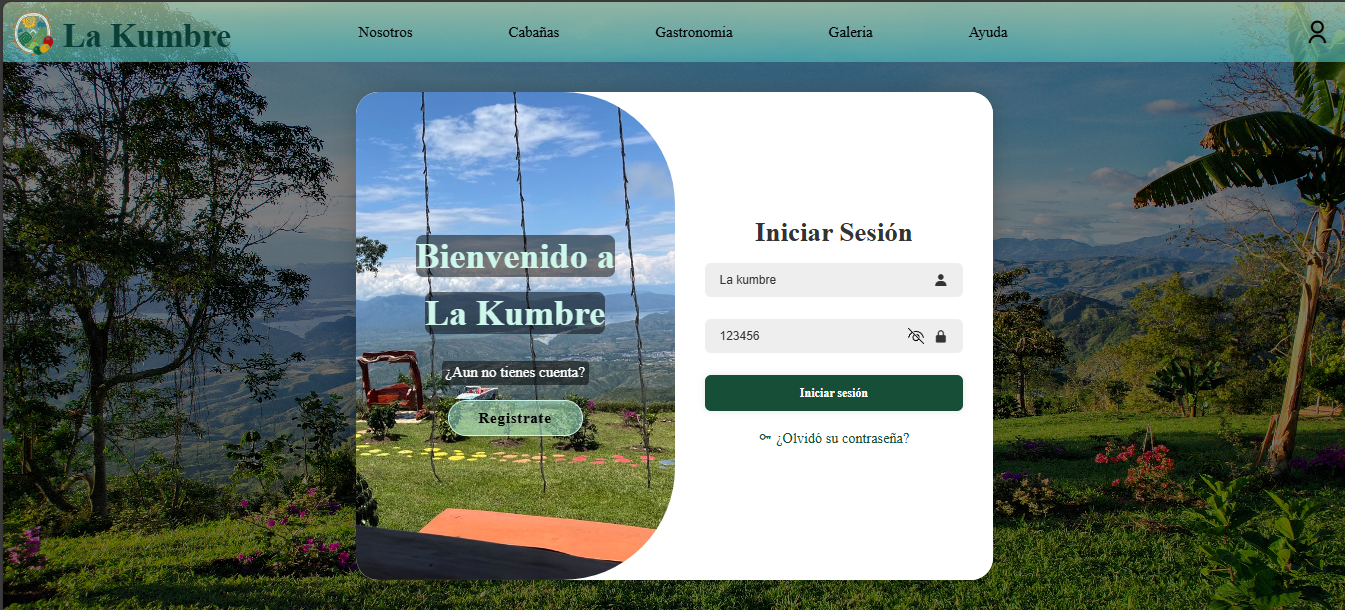 La Kumbre
Nosotros
Cabañas
Gastronomia
Galeria
Ayuda
Bienvenido a
La Kumbre
¿Aun no tienes cuenta?
Registrate
Iniciar Sesión
La kumbre
123456
Iniciar sesión
¿Olvidó su contraseña?